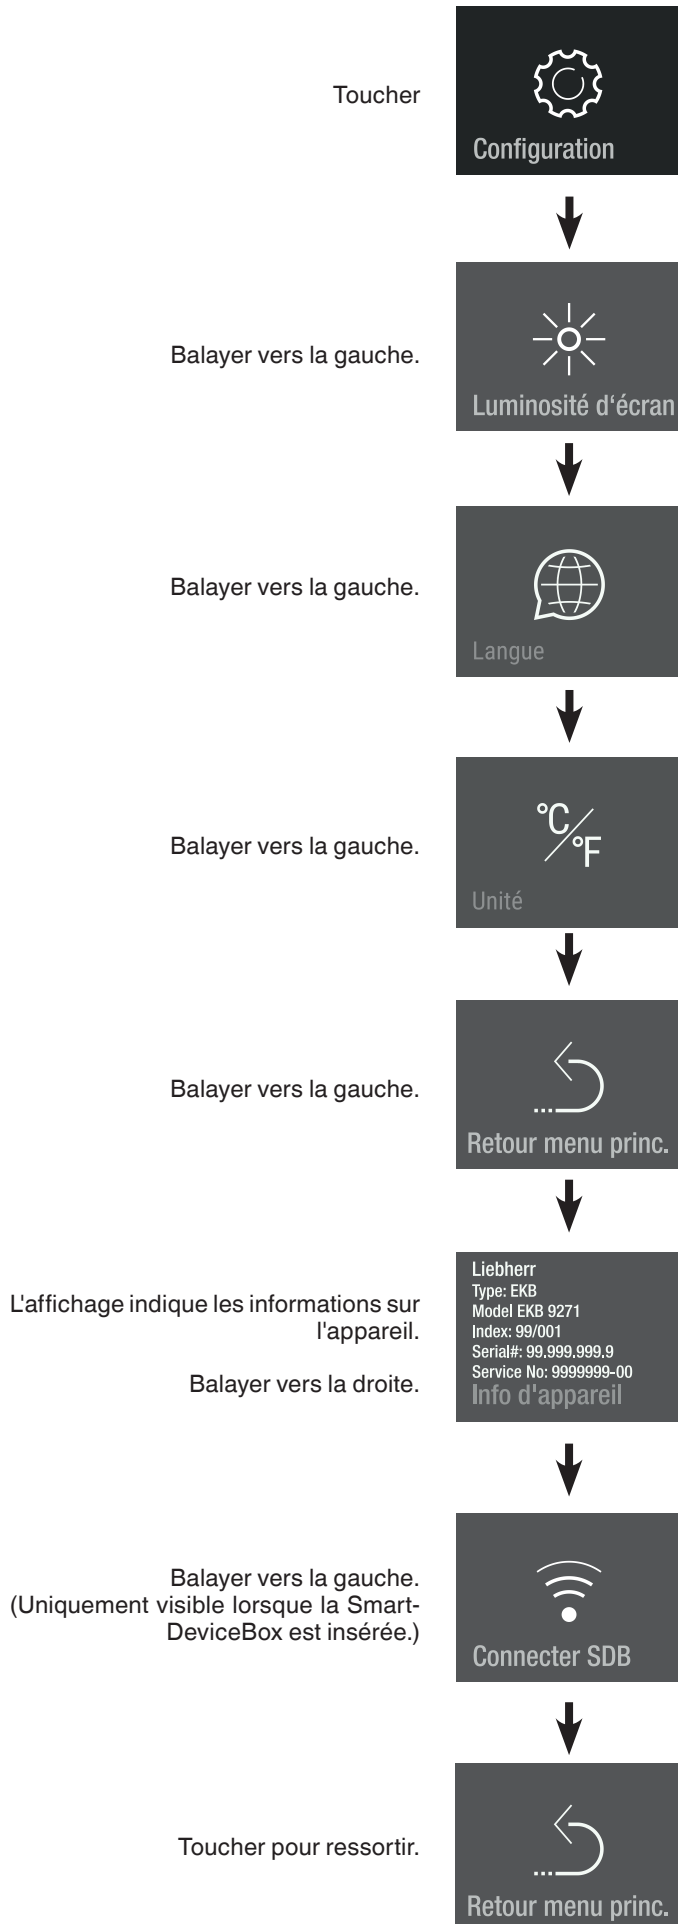 Toucher
Configuration
Balayer vers la gauche.
Luminosité d‘écran
Balayer vers la gauche.
Langue
Balayer vers la gauche.
°C/°F
Unité
Balayer vers la gauche.
Retour menu princ.
L'affichage indique les informations sur
l'appareil.
Balayer vers la droite.
Liebherr
Type: EKB
Model EKB 9271
Index: 99/001
Serial#: 99.999.999.9
Service No: 9999999-00
Info d'appareil
Balayer vers la gauche.
(Uniquement visible lorsque la Smart-
DeviceBox est insérée.)
Connecter SDB
Toucher pour ressortir.
Retour menu princ.